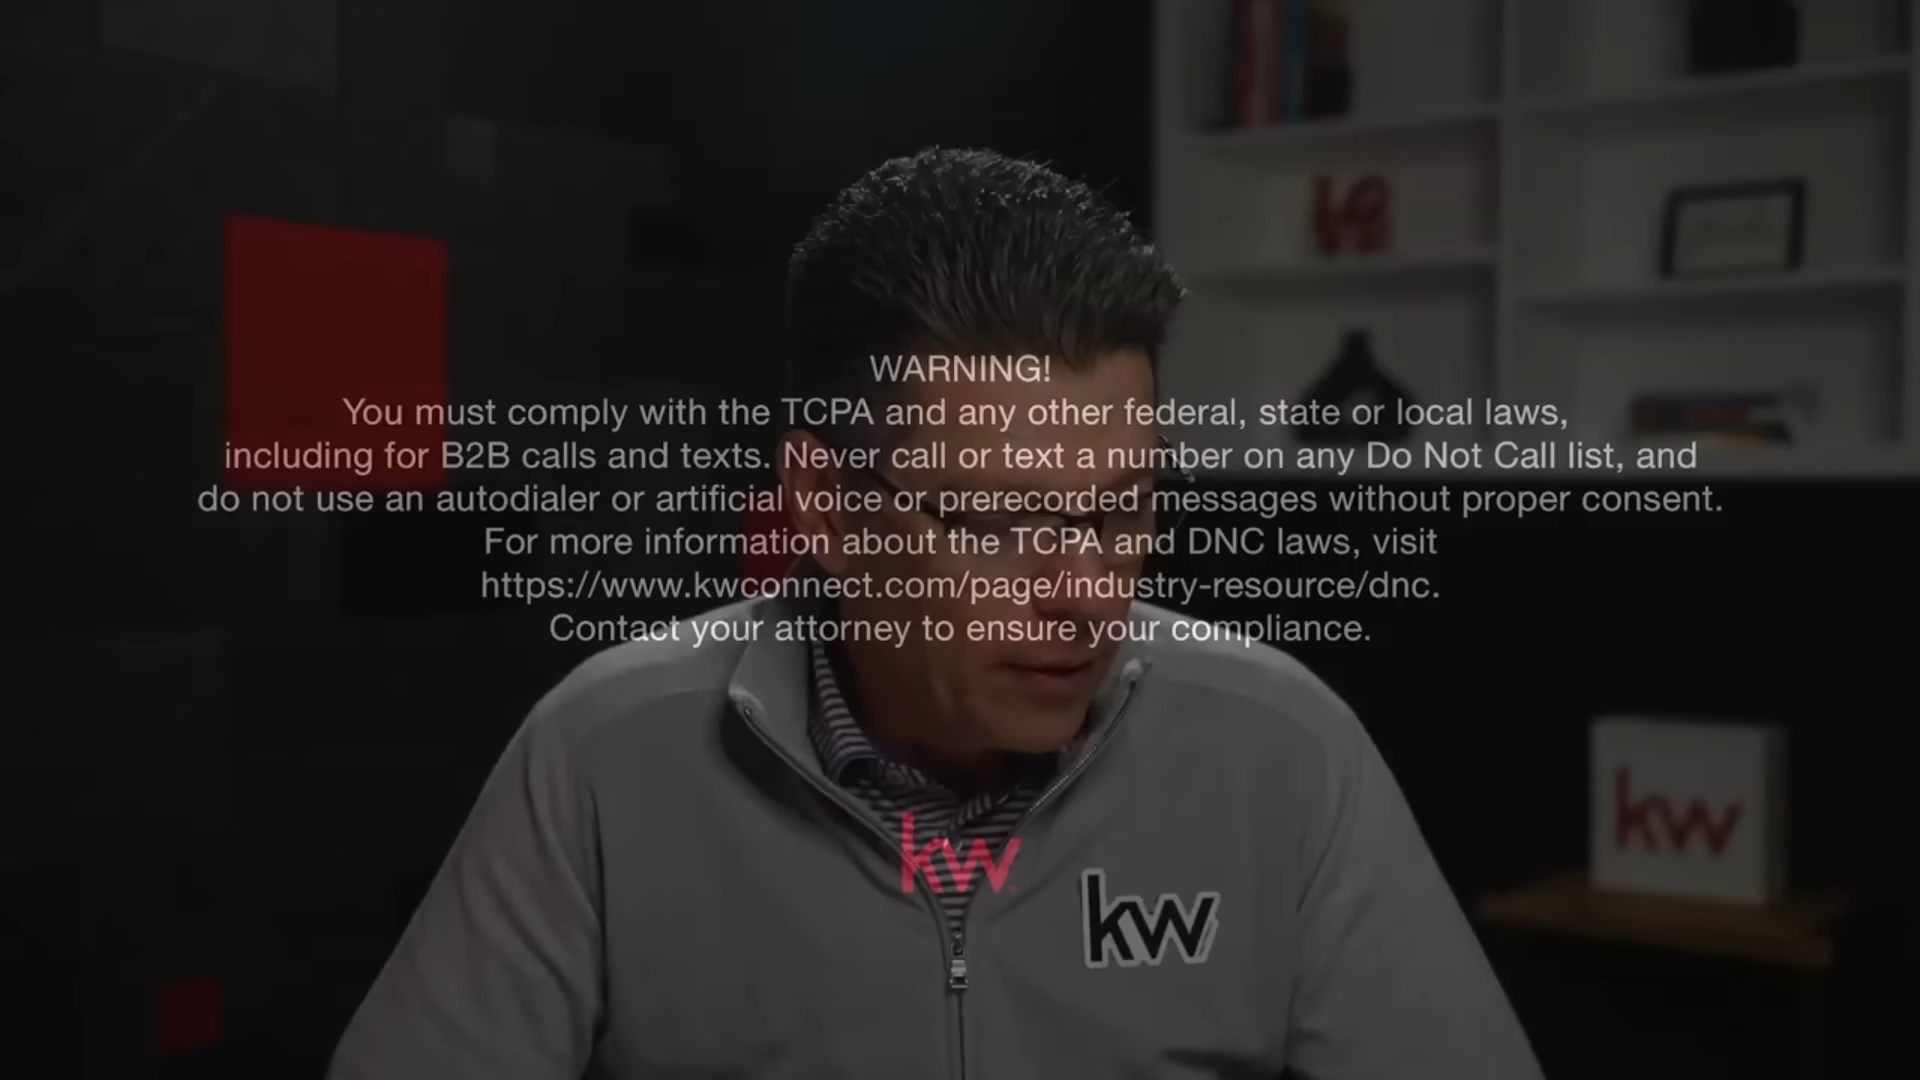 WARNING!
You must comply with the TCPA and any other federal, state or local laws,
including for B2B calls and texts. Never call or text a number on any Do Not Call list, and
do not use an autodialer or artificial voice or prerecorded messages without proper consent.
For more information about the TCPA and DNC laws, visit
https://www.kwconnect.com/page/industry-resource/dnc.
Contact your attorney to ensure your compliance.
kw
kw
kw